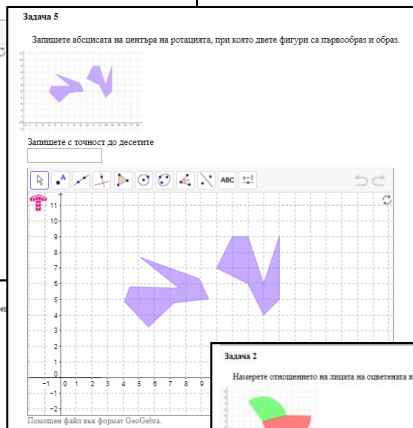 Задача 5
Запишете абсцисата на центъра на ротацията, при която двете фигури са първообраз и образ.
Запишете с точност до десетите
A
ABC
a=2
11
10
9
8
7
6
5
4
3
2
1
0
-1
-2
-1 0 1 2 3 4 5 6 7 8 9
Помощен файл във формат GeoGebra.
Задача 2
Намерете отношението на лицата на оцветената в